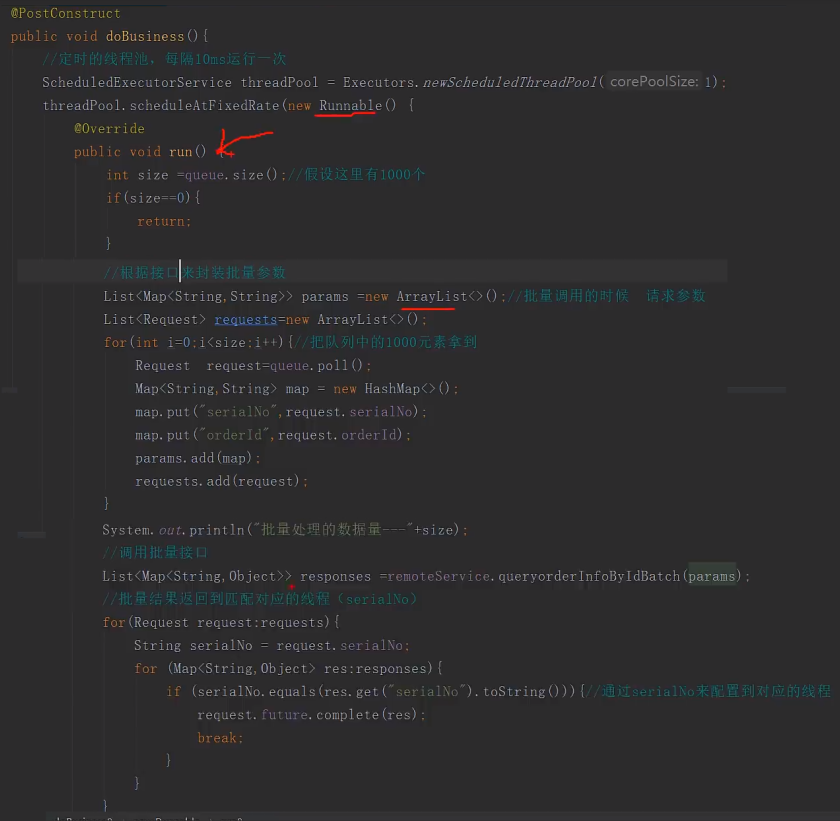 @PostConstruct
public void doBusiness(){
//定时的线程池，每隔10ms运行一次
ScheduledExecutorService threadPool = Executors.newScheduledThreadPool( corePoolSize: 1);
threadPool.scheduleAtFixedRate(new Runnable() {
@Override
public void run() {
int size =queue.size();//假设这里有1000个
if(size==0){
return;
}
//根据接口来封装批量参数
List<Map<String,String>> params =new ArrayList<>();//批量调用的时候 请求参数
List<Request> requests=new ArrayList<>();
for(int i=0;i<size;i++){//把队列中的1000元素拿到
Request request=queue.poll();
Map<String,String> map = new HashMap<>();
map.put("serialNo",request.serialNo);
map.put("orderId",request.orderId);
params.add(map);
requests.add(request);
}
System.out.println("批量处理的数据量---"+size);
//调用批量接口
List<Map<String,Object>> responses =remoteService.queryorderInfoByIdBatch(params);
//批量结果返回到匹配对应的线程（serialNo）
for(Request request:requests){
String serialNo = request.serialNo;
for (Map<String,Object> res:responses){
if (serialNo.equals(res.get("serialNo").toString())){//通过serialNo来配置到对应的线程
request.future.complete(res);
break;
}
}
}